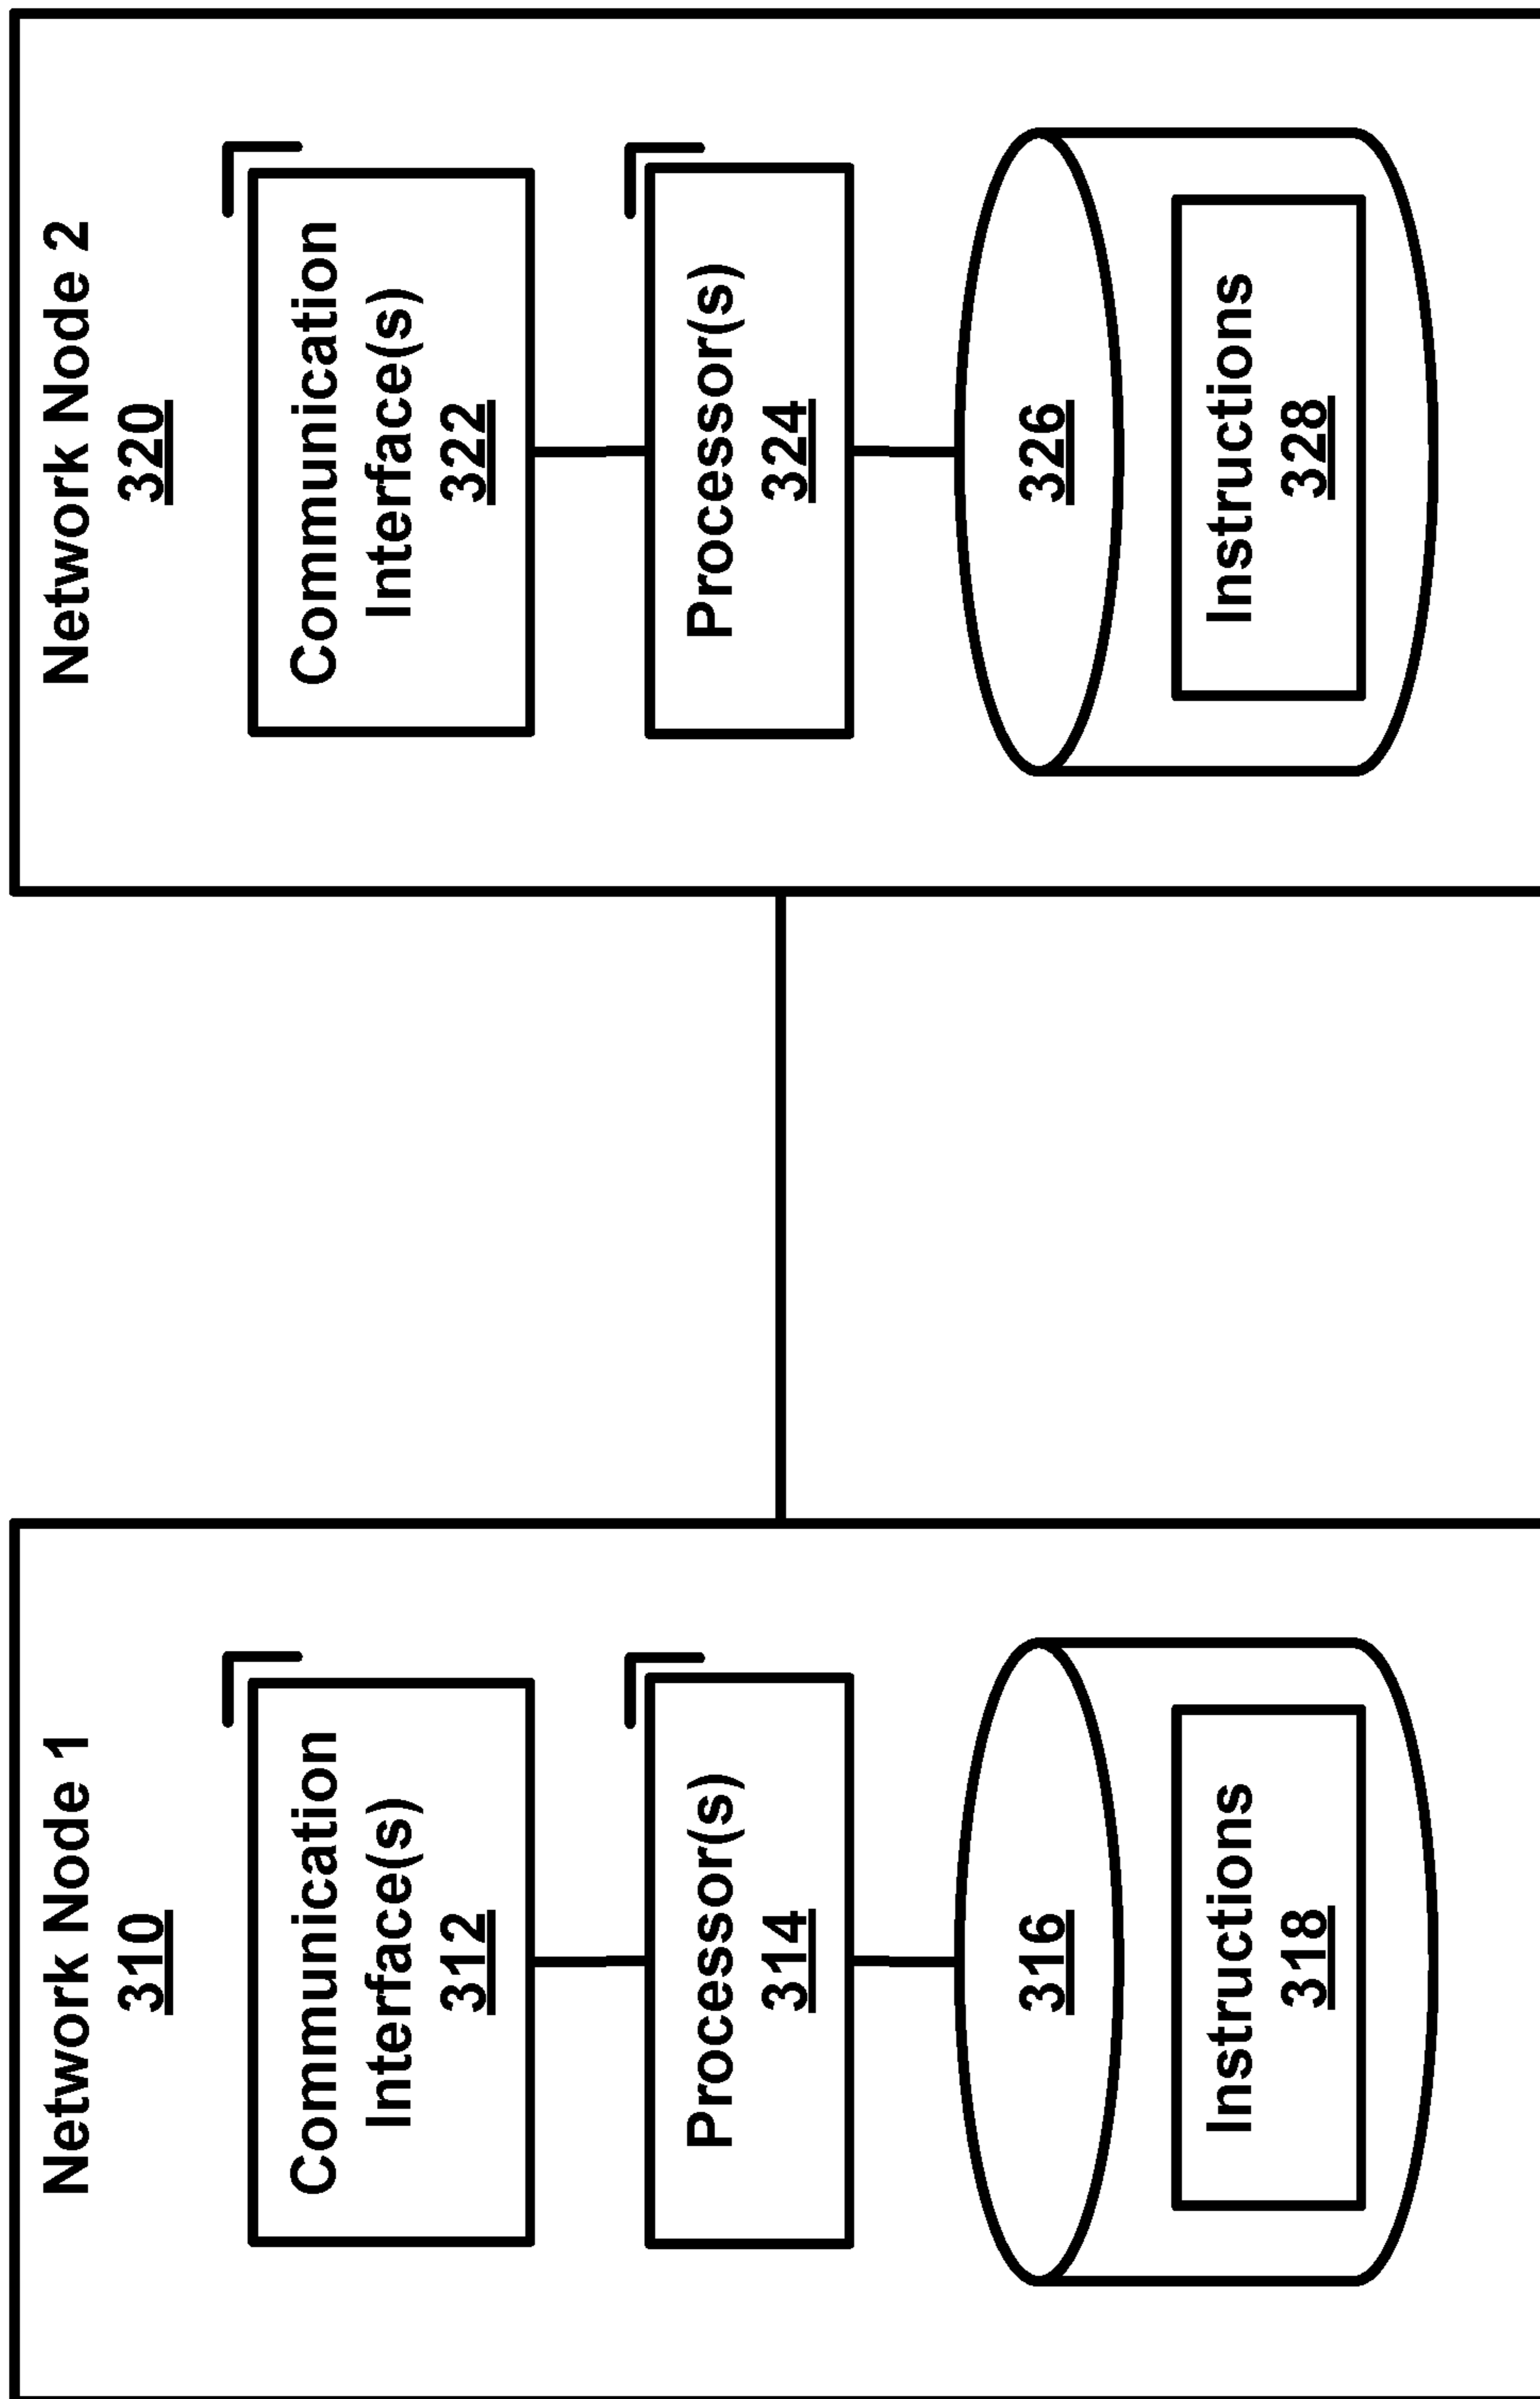 Network Node 1
310
Communication
Interface(s)
312
Processor(s)
314
316
Instructions
318
Network Node 2
320
Communication
Interface(s)
322
Processor(s)
324
326
Instructions
328